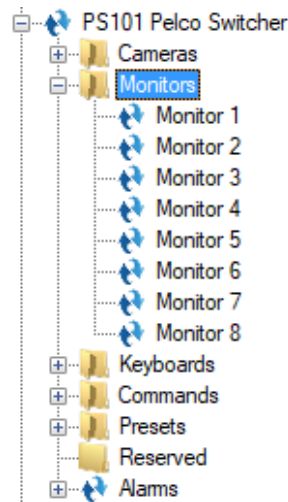 PS101 Pelco Switcher
Cameras
Monitors
Monitor 1
Monitor 2
Monitor 3
Monitor 4
Monitor 5
Monitor 6
Monitor 7
Monitor 8
Keyboards
Commands
Presets
Reserved
Alarms